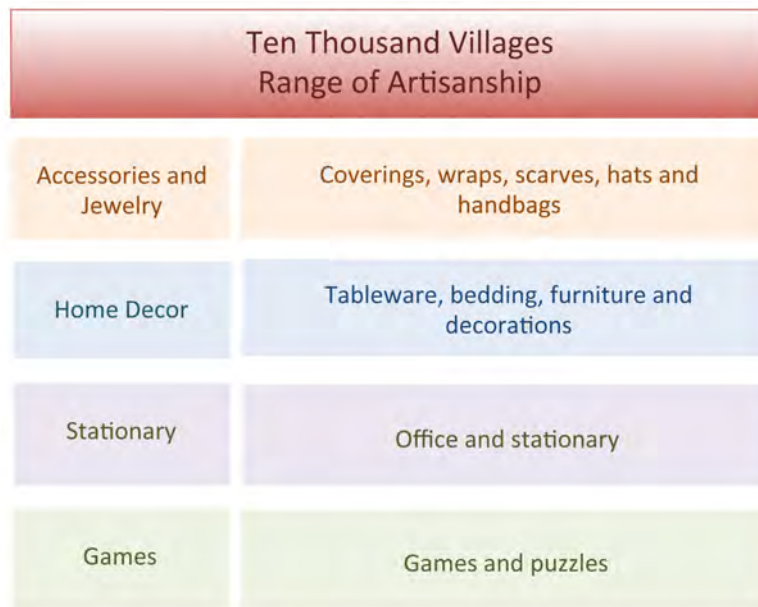 Ten Thousand Villages
Range of Artisanship
Accessories and
Jewelry
Coverings, wraps, scarves, hats and
handbags
Home Decor
Tableware, bedding, furniture and
decorations
Stationary
Office and stationary
Games
Games and puzzles